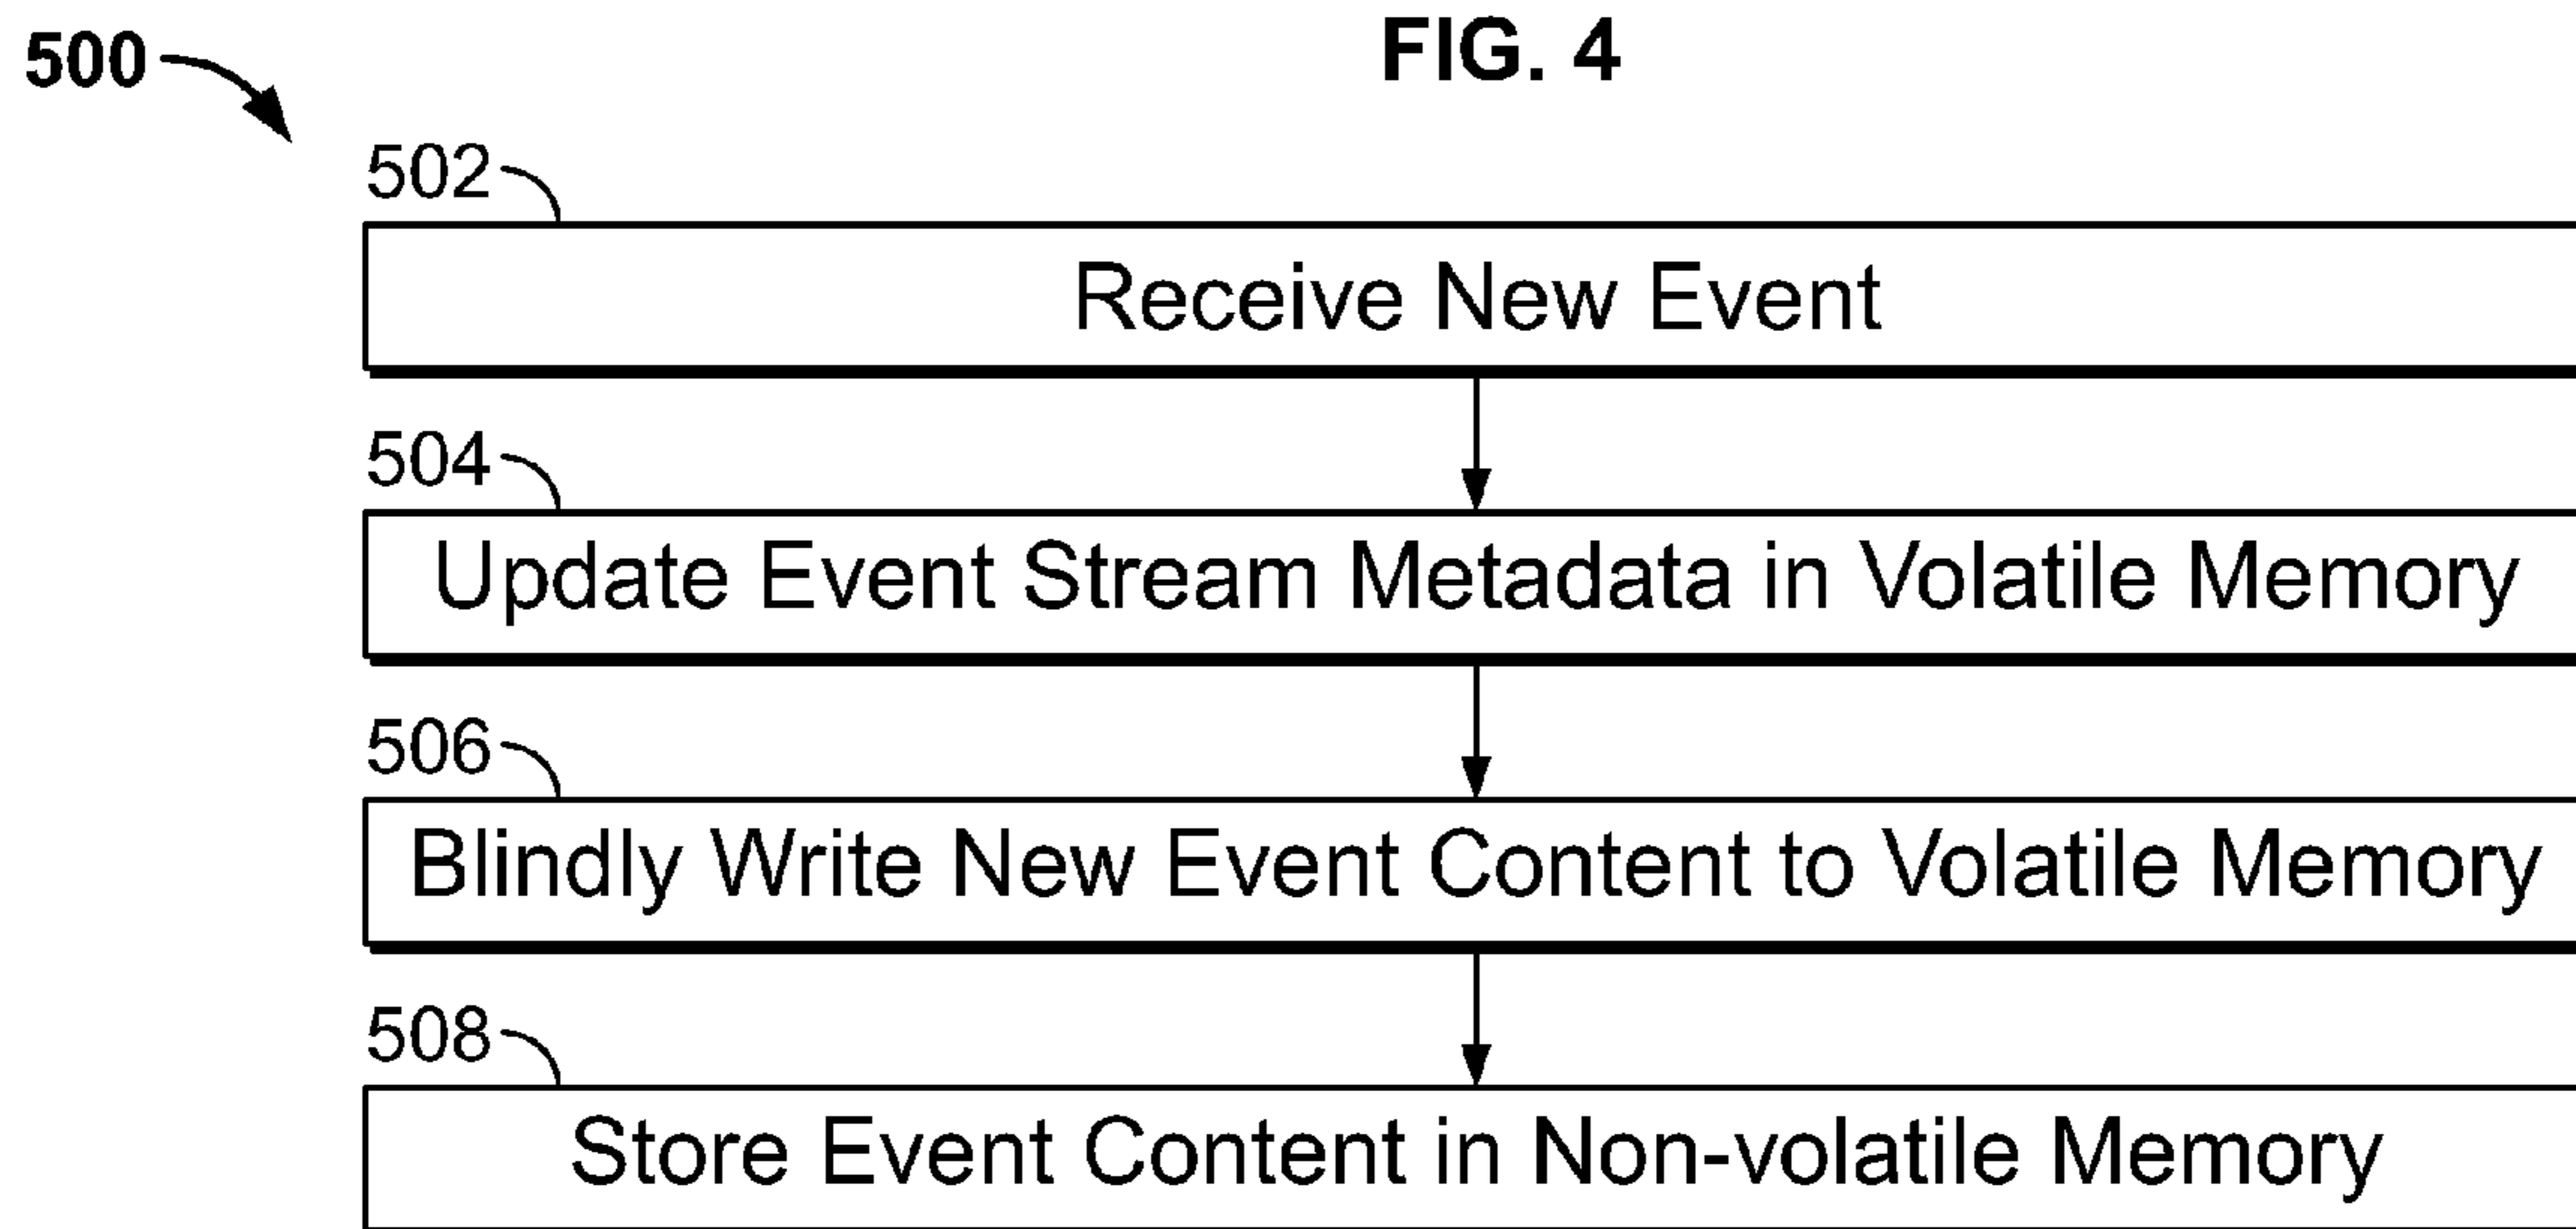 FIG. 4
500
502
Receive New Event
504
Update Event Stream Metadata in Volatile Memory
506
Blindly Write New Event Content to Volatile Memory
508
Store Event Content in Non-volatile Memory